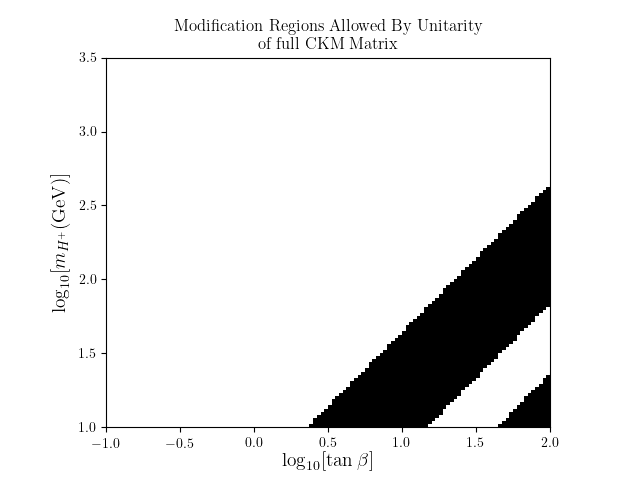 Modification Regions Allowed By Unitarity
of full CKM Matrix
3.5
3.0
2.5
2.0
1.5
1.0
log₁₀[m_{H⁺}(GeV)]
−1.0 −0.5 0.0 0.5 1.0 1.5 2.0
log₁₀[tan β]